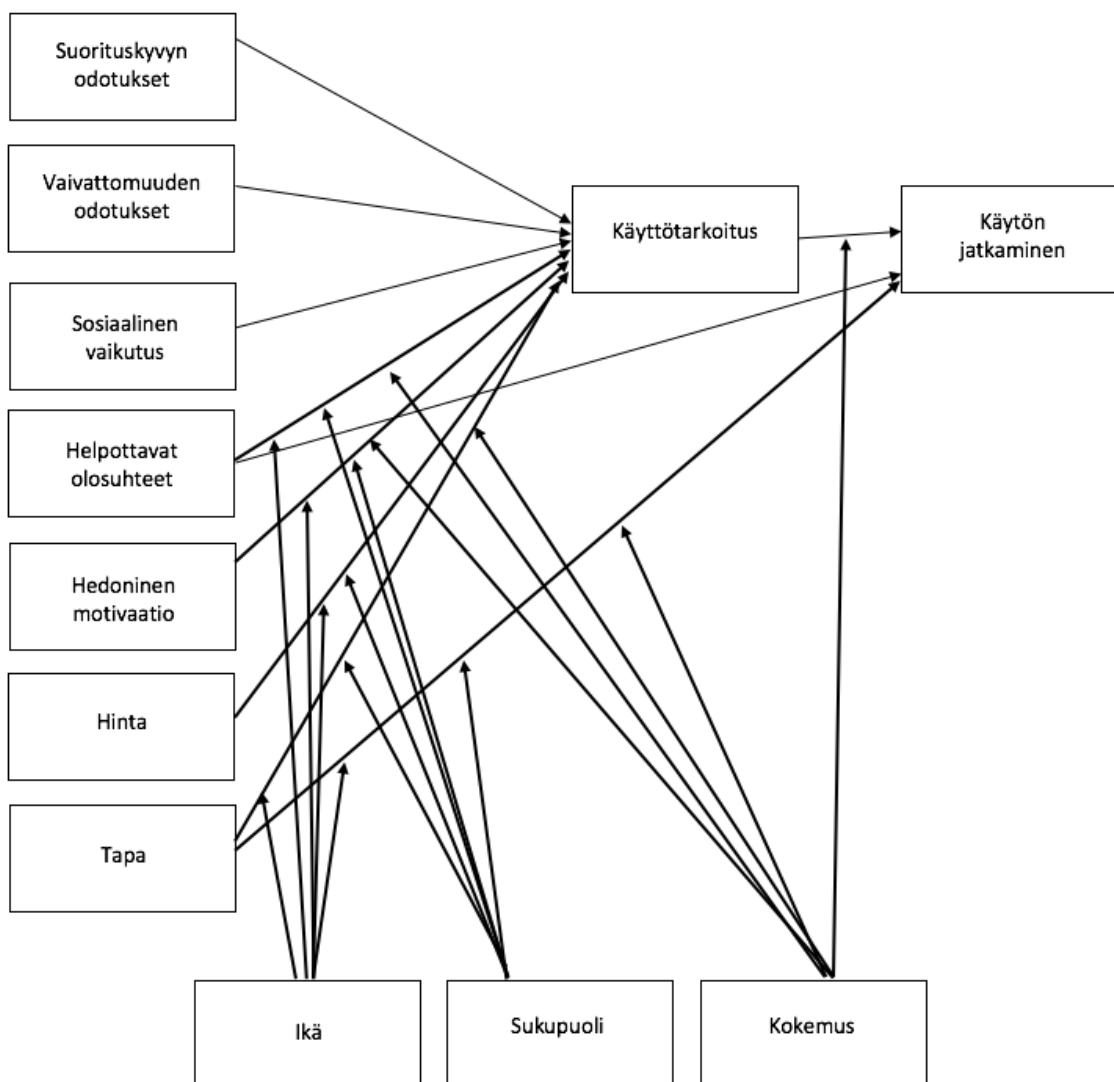 Suorituskyvyn
odotukset
Vaivattomuuden
odotukset
Käyttötarkoitus
Käytön
jatkaminen
Sosiaalinen
vaikutus
Helpottavat
olosuhteet
Hedoninen
motivaatio
Hinta
Tapa
Ikä
Sukupuoli
Kokemus